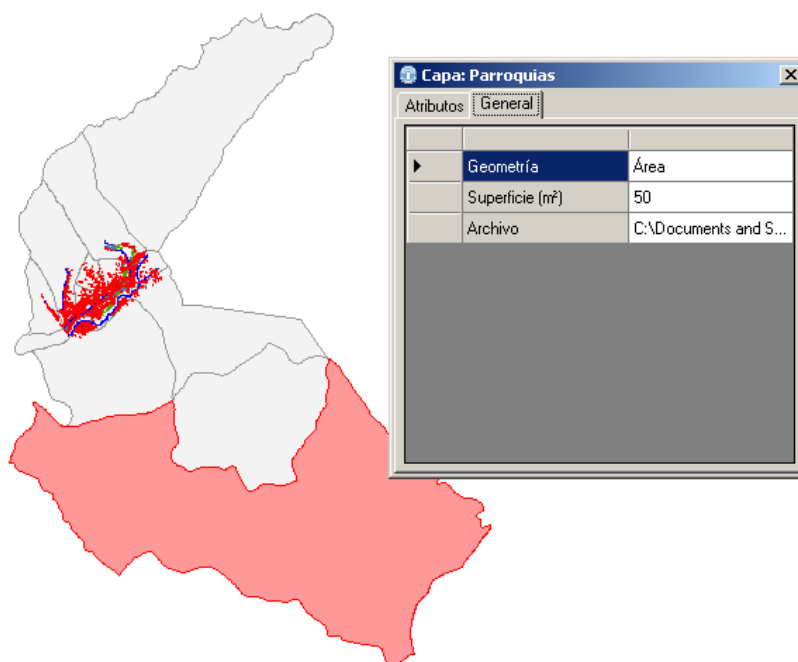 Capa: Parroquias
Atributos General
Geometría Área
Superficie (m²) 50
Archivo C:\Documents and S...